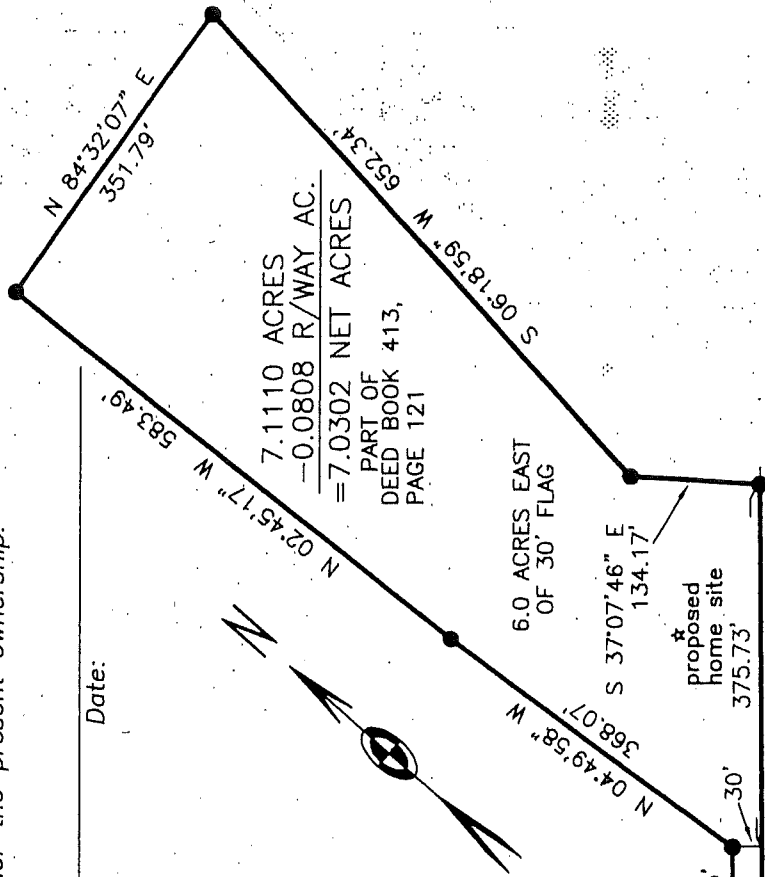 the present ownership.
Date:
N 84°32'07" E
351.79'
N 02°45'17" W 583.49'
7.1110 ACRES
-0.0808 R/WAY AC.
=7.0302 NET ACRES
PART OF
DEED BOOK 413,
PAGE 121
S 06°18'59" W 652.34'
N
6.0 ACRES EAST
OF 30' FLAG
S 37°07'46" E
134.17'
N 04°49'58" W
368.07'
proposed
home site
375.73'
30'